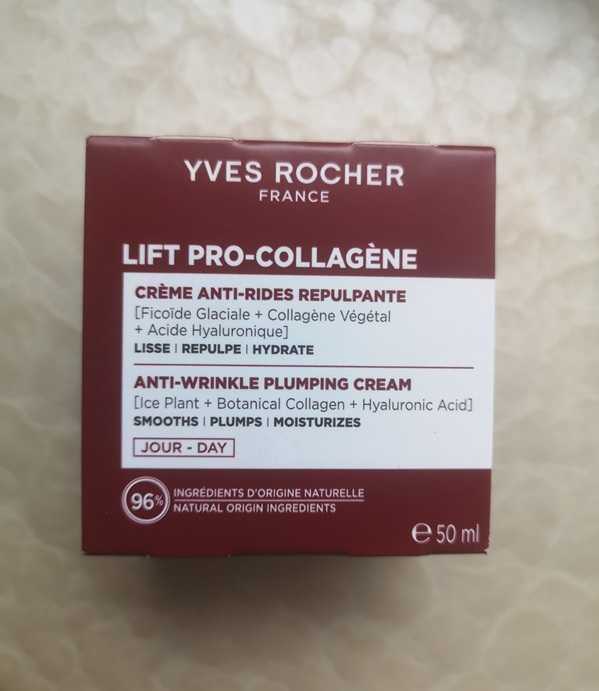 YVES ROCHER
FRANCE
LIFT PRO-COLLAGÈNE
CRÈME ANTI-RIDES REPULPANTE
[Ficoïde Glaciale + Collagène Végétal
+ Acide Hyaluronique]
LISSE | REPULPE | HYDRATE
ANTI-WRINKLE PLUMPING CREAM
[Ice Plant + Botanical Collagen + Hyaluronic Acid]
SMOOTHS | PLUMPS | MOISTURIZES
JOUR - DAY
96%
INGRÉDIENTS D'ORIGINE NATURELLE
NATURAL ORIGIN INGREDIENTS
℮ 50 ml